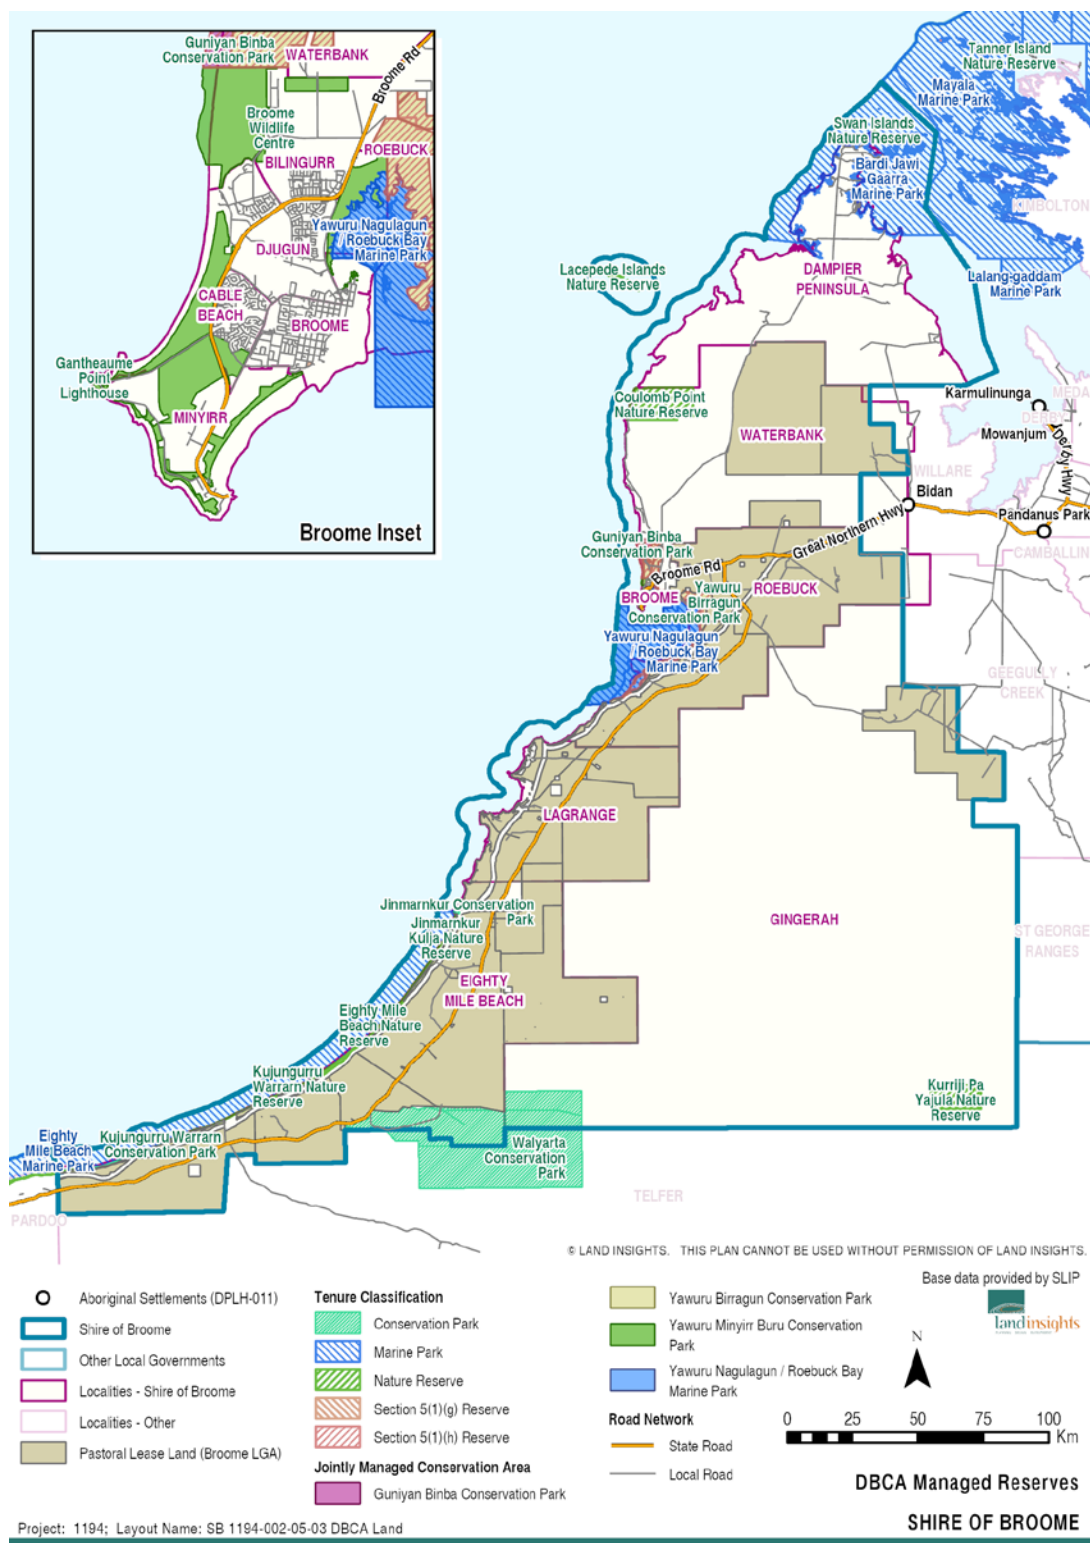 Guniyan Binba
Conservation Park
WATERBANK
Broome Rd
Broome
Wildlife
Centre
ROEBUCK
BILINGURR
Yawuru Nagulagun
/ Roebuck Bay
Marine Park
DJUGUN
CABLE
BEACH
BROOME
Gantheaume
Point
Lighthouse
MINYIRR
Broome Inset
Tanner Island
Nature Reserve
Mayala
Marine Park
Swan Islands
Nature Reserve
Bardi Jawi
Gaarra
Marine Park
KIMBOLTON
Lacepede Islands
Nature Reserve
DAMPIER
PENINSULA
Lalang-gaddam
Marine Park
Coulomb Point
Nature Reserve
Karmulinunga
MEDA
DERBY
Mowanjum
Derby Hwy
WATERBANK
WILLARE
Bidan
Pandanus Park
Great Northern Hwy
CAMBALLIN
Guniyan Binba
Conservation Park
Broome Rd
BROOME
Yawuru
Birragun
Conservation Park
ROEBUCK
Yawuru Nagulagun
/ Roebuck Bay
Marine Park
GEEGULLY
CREEK
LAGRANGE
Jinmarnkur Conservation
Park
Jinmarnkur
Kulja Nature
Reserve
GINGERAH
ST GEORGE
RANGES
EIGHTY
MILE BEACH
Eighty Mile
Beach Nature
Reserve
Kujungurru
Warrarn Nature
Reserve
Kurriji Pa
Yajula Nature
Reserve
Eighty
Mile Beach
Marine Park
Kujungurru Warrarn
Conservation Park
Walyarta
Conservation
Park
TELFER
PARDOO
© LAND INSIGHTS. THIS PLAN CANNOT BE USED WITHOUT PERMISSION OF LAND INSIGHTS.
Base data provided by SLIP
landinsights
Aboriginal Settlements (DPLH-011)
Shire of Broome
Other Local Governments
Localities - Shire of Broome
Localities - Other
Pastoral Lease Land (Broome LGA)
Tenure Classification
Conservation Park
Marine Park
Nature Reserve
Section 5(1)(g) Reserve
Section 5(1)(h) Reserve
Jointly Managed Conservation Area
Guniyan Binba Conservation Park
Yawuru Birragun Conservation Park
Yawuru Minyirr Buru Conservation
Park
Yawuru Nagulagun / Roebuck Bay
Marine Park
Road Network
State Road
Local Road
N
0 25 50 75 100
Km
DBCA Managed Reserves
SHIRE OF BROOME
Project: 1194; Layout Name: SB 1194-002-05-03 DBCA Land